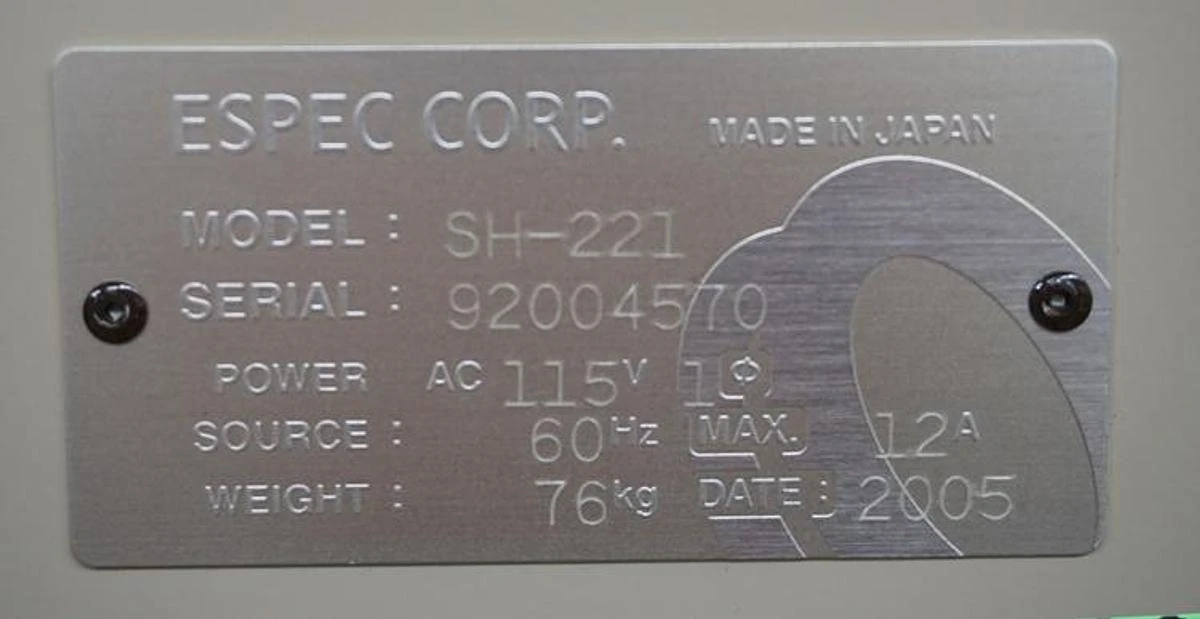 ESPEC CORP. MADE IN JAPAN
MODEL : SH-221
SERIAL : 92004570
POWER AC 115V 1Φ
SOURCE : 60Hz MAX. 12A
WEIGHT : 76kg DATE : 2005